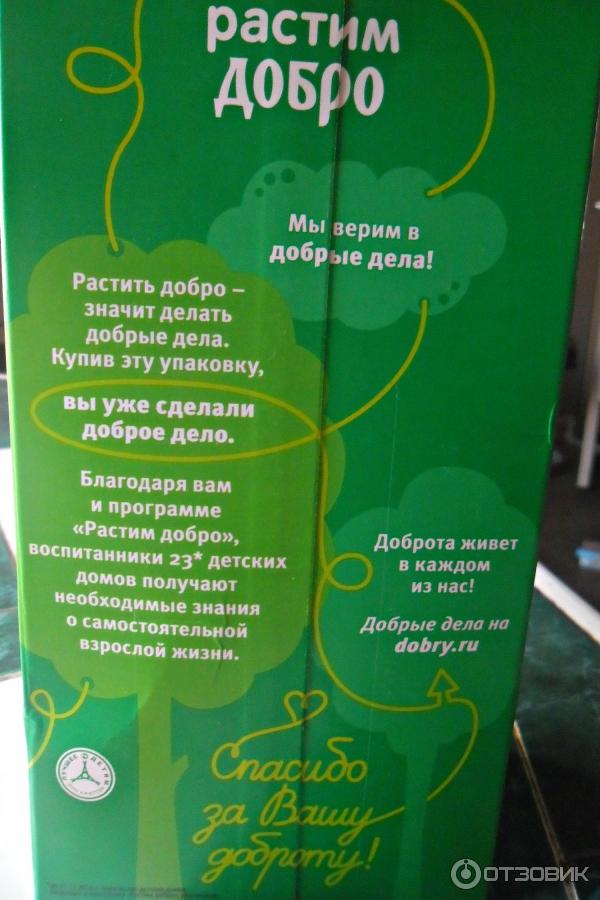 растим
ДОБРО
Мы верим в
добрые дела!
Растить добро –
значит делать
добрые дела.
Купив эту упаковку,
вы уже сделали
доброе дело.
Благодаря вам
и программе
«Растим добро»,
воспитанники 23* детских
домов получают
необходимые знания
о самостоятельной
взрослой жизни.
Доброта живет
в каждом
из нас!
Добрые дела на
dobry.ru
Спасибо
за Вашу
доброту!
ЛУЧШЕЕ ДЕТЯМ
ОТЗОВИК